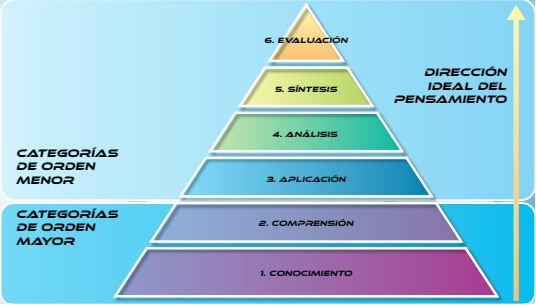 6. EVALUACIÓN
5. SÍNTESIS
4. ANÁLISIS
3. APLICACIÓN
2. COMPRENSIÓN
1. CONOCIMIENTO
CATEGORÍAS
DE ORDEN
MENOR
CATEGORÍAS
DE ORDEN
MAYOR
DIRECCIÓN
IDEAL DEL
PENSAMIENTO